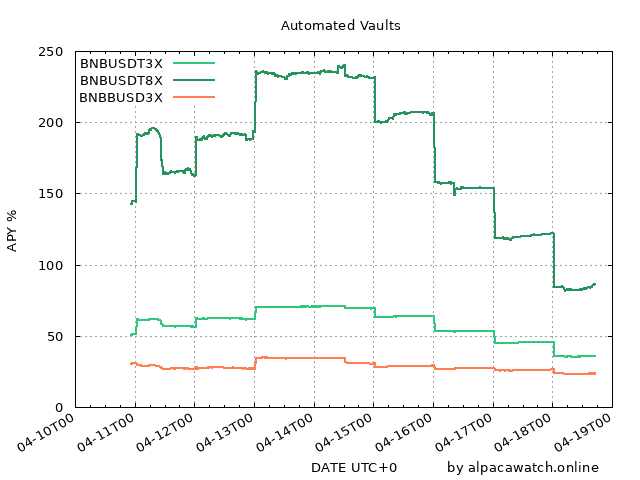 Automated Vaults
BNBUSDT3X
BNBUSDT8X
BNBBUSD3X
APY %
250
200
150
100
50
0
04-10T00
04-11T00
04-12T00
04-13T00
04-14T00
04-15T00
04-16T00
04-17T00
04-18T00
04-19T00
DATE UTC+0
by alpacawatch.online